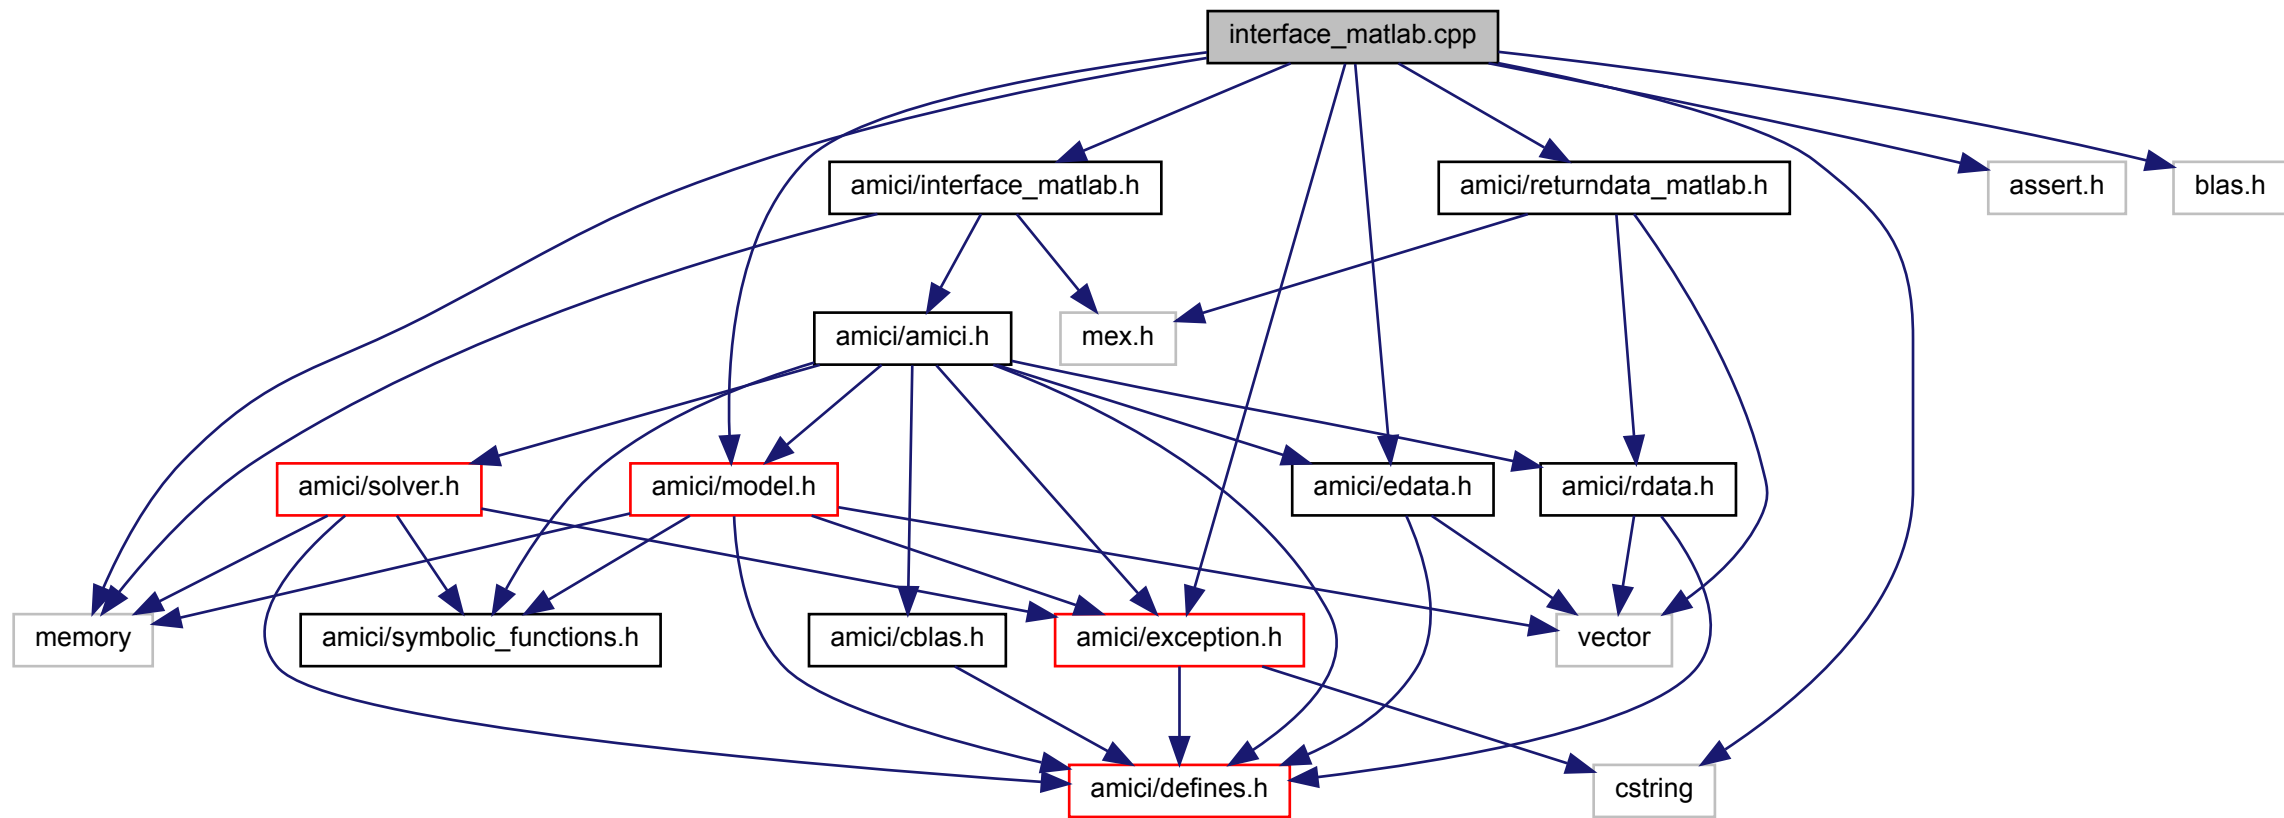 interface_matlab.cpp
amici/interface_matlab.h
amici/returndata_matlab.h
assert.h
blas.h
amici/amici.h
mex.h
amici/solver.h
amici/model.h
amici/edata.h
amici/rdata.h
memory
amici/symbolic_functions.h
amici/cblas.h
amici/exception.h
vector
amici/defines.h
cstring